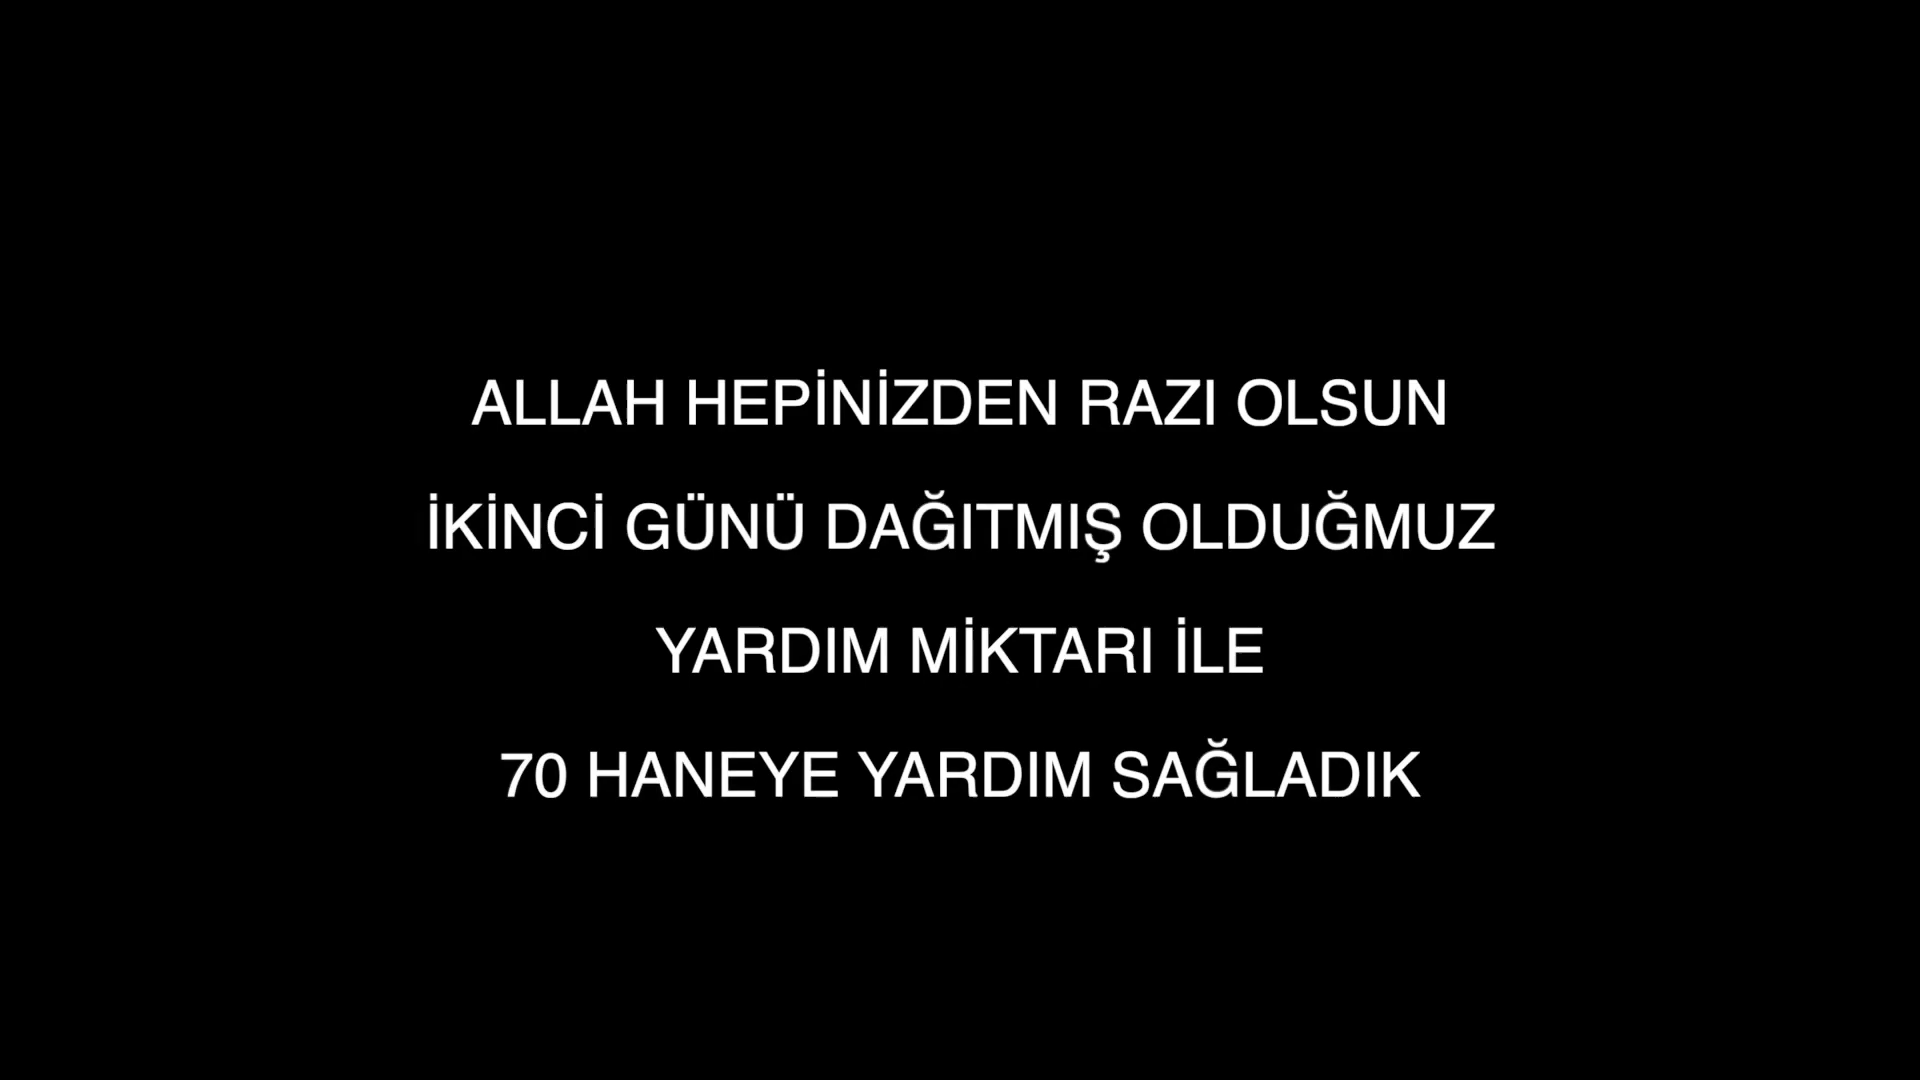 ALLAH HEPİNİZDEN RAZI OLSUN
İKİNCİ GÜNÜ DAĞITMIŞ OLDUĞMUZ
YARDIM MİKTARI İLE
70 HANEYE YARDIM SAĞLADIK